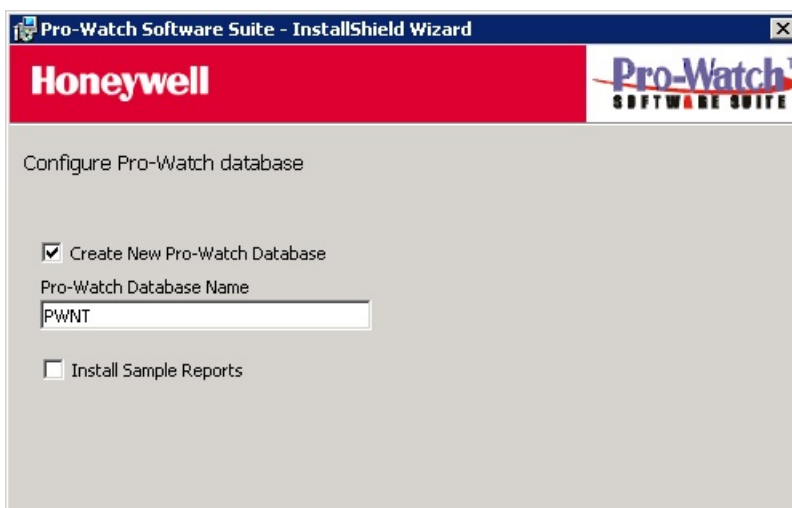 Pro-Watch Software Suite - InstallShield Wizard
Honeywell
Pro-Watch
SOFTWARE SUITE
Configure Pro-Watch database
Create New Pro-Watch Database
Pro-Watch Database Name
PWNT
Install Sample Reports